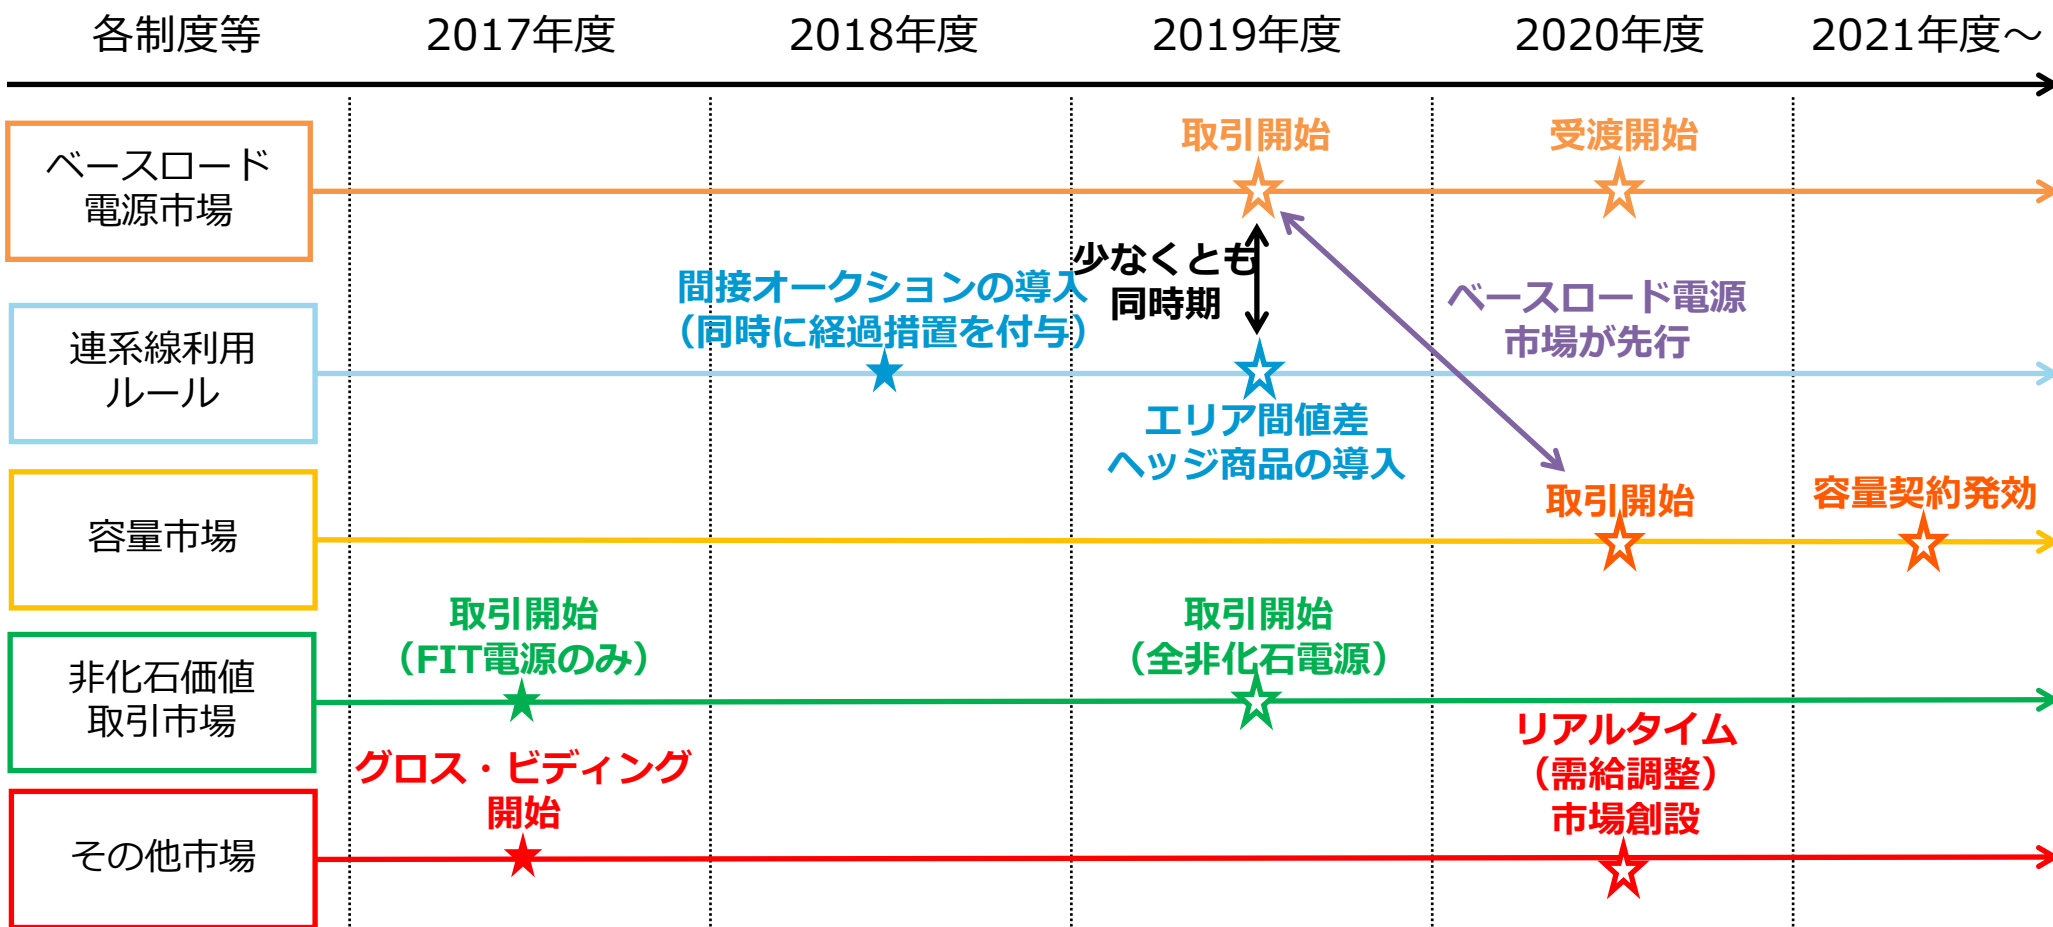 各制度等
2017年度
2018年度
2019年度
2020年度
2021年度～
ベースロード
電源市場
取引開始
受渡開始
少なくとも
同時期
ベースロード電源
市場が先行
連系線利用
ルール
間接オークションの導入
（同時に経過措置を付与）
エリア間値差
ヘッジ商品の導入
容量市場
取引開始
容量契約発効
非化石価値
取引市場
取引開始
（FIT電源のみ）
取引開始
（全非化石電源）
その他市場
グロス・ビディング
開始
リアルタイム
（需給調整）
市場創設